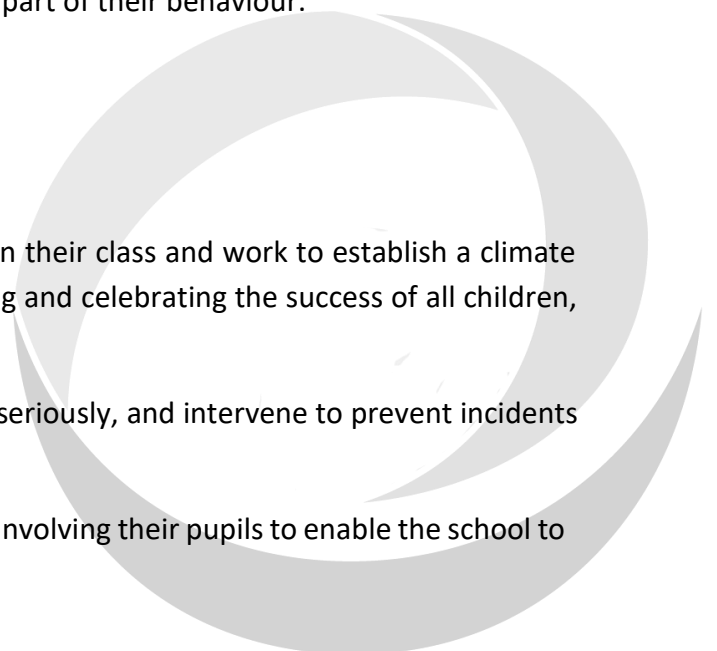 part of their behaviour.
n their class and work to establish a climate
g and celebrating the success of all children,
seriously, and intervene to prevent incidents
nvolving their pupils to enable the school to